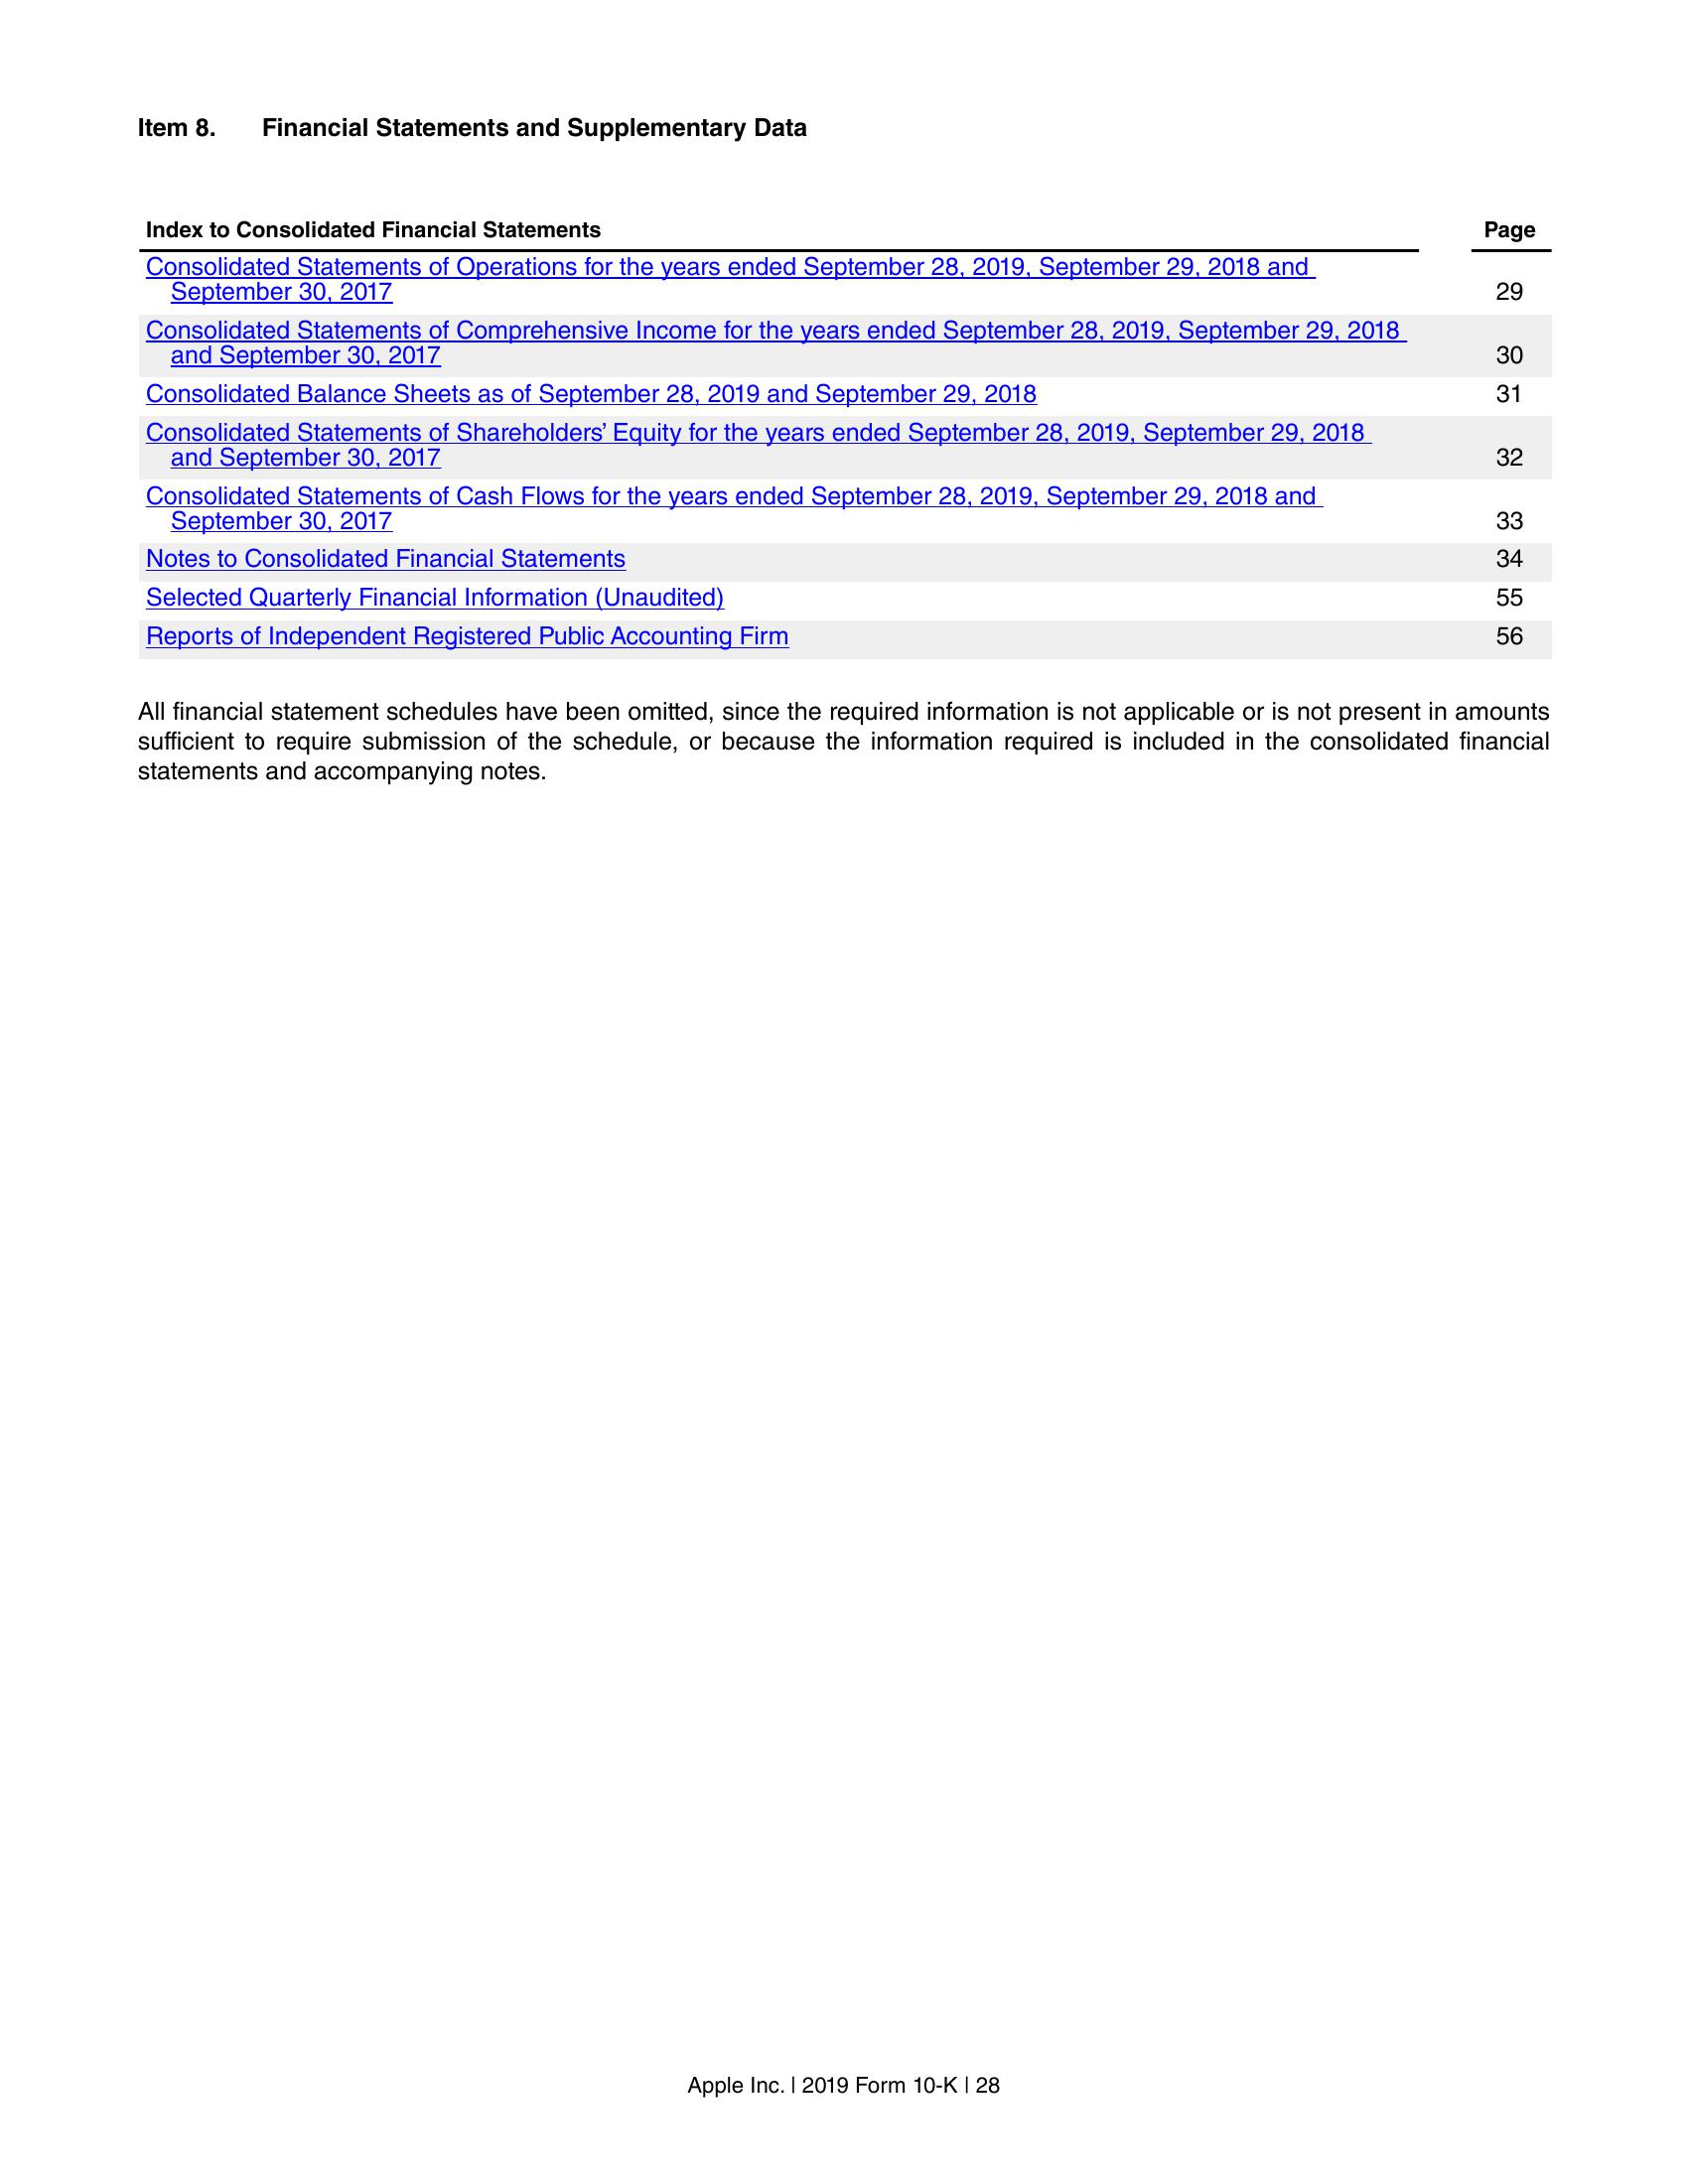 Item 8. Financial Statements and Supplementary Data
Index to Consolidated Financial Statements Page
Consolidated Statements of Operations for the years ended September 28, 2019, September 29, 2018 and
September 30, 2017 29
Consolidated Statements of Comprehensive Income for the years ended September 28, 2019, September 29, 2018
and September 30, 2017 30
Consolidated Balance Sheets as of September 28, 2019 and September 29, 2018 31
Consolidated Statements of Shareholders’ Equity for the years ended September 28, 2019, September 29, 2018
and September 30, 2017 32
Consolidated Statements of Cash Flows for the years ended September 28, 2019, September 29, 2018 and
September 30, 2017 33
Notes to Consolidated Financial Statements 34
Selected Quarterly Financial Information (Unaudited) 55
Reports of Independent Registered Public Accounting Firm 56
All financial statement schedules have been omitted, since the required information is not applicable or is not present in amounts
sufficient to require submission of the schedule, or because the information required is included in the consolidated financial
statements and accompanying notes.
Apple Inc. | 2019 Form 10-K | 28